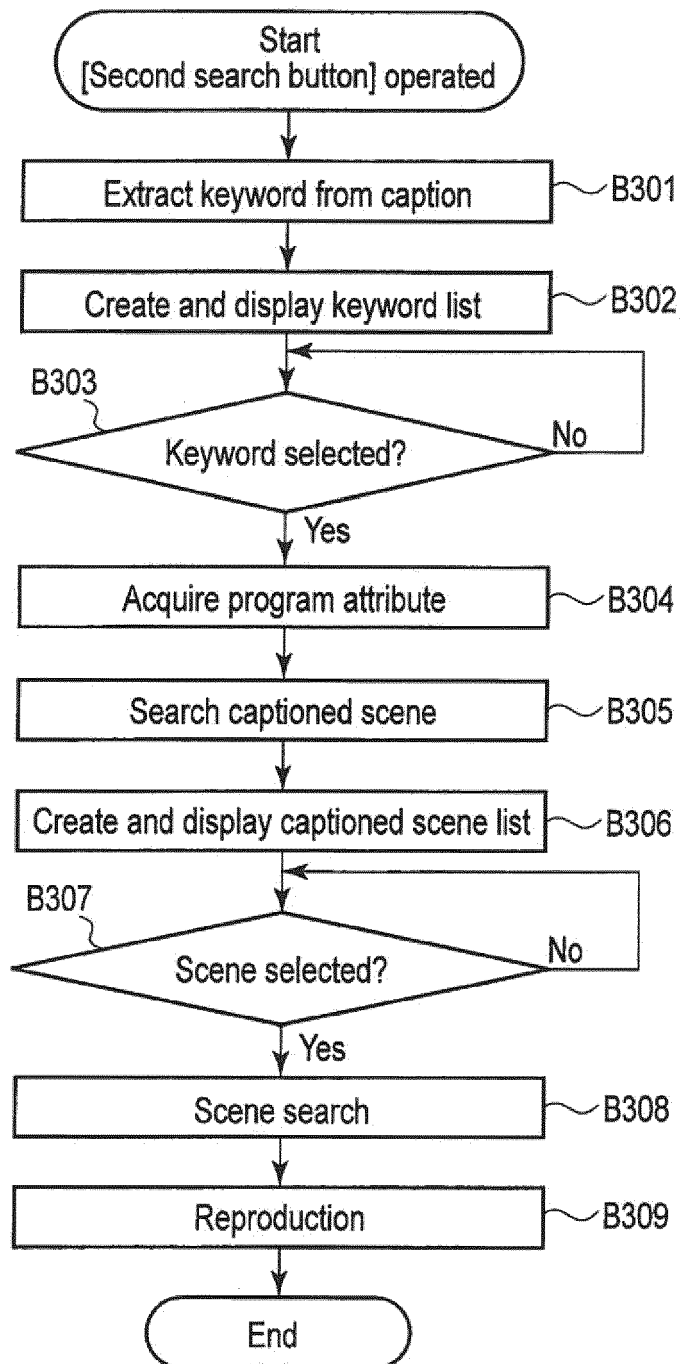 Start
[Second search button] operated
Extract keyword from caption
B301
Create and display keyword list
B302
B303
Keyword selected?
No
Yes
Acquire program attribute
B304
Search captioned scene
B305
Create and display captioned scene list
B306
B307
Scene selected?
No
Yes
Scene search
B308
Reproduction
B309
End